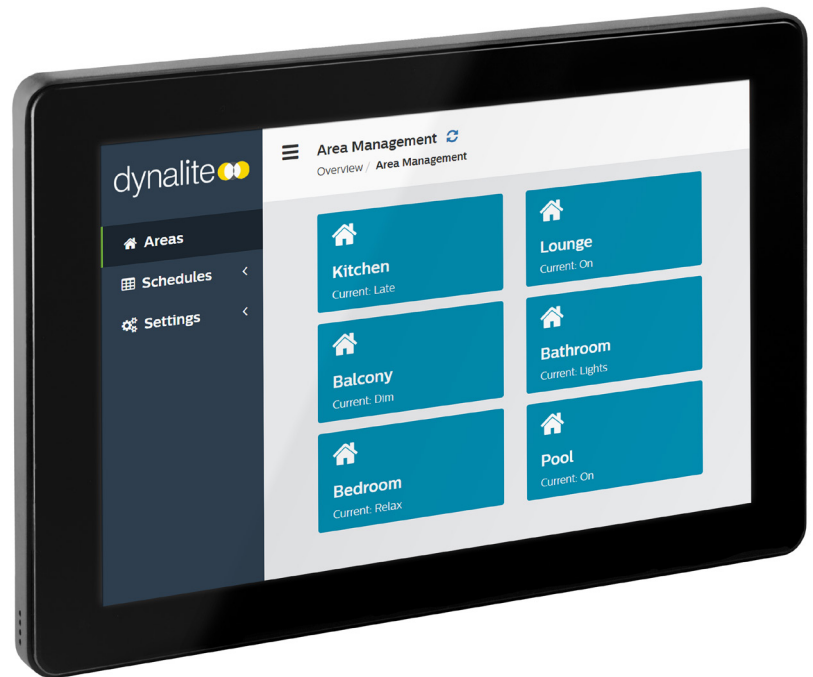 dynalite
Areas
Schedules
Settings
Area Management
Overview / Area Management
Kitchen
Current: Late
Lounge
Current: On
Balcony
Current: Dim
Bathroom
Current: Lights
Bedroom
Current: Relax
Pool
Current: On